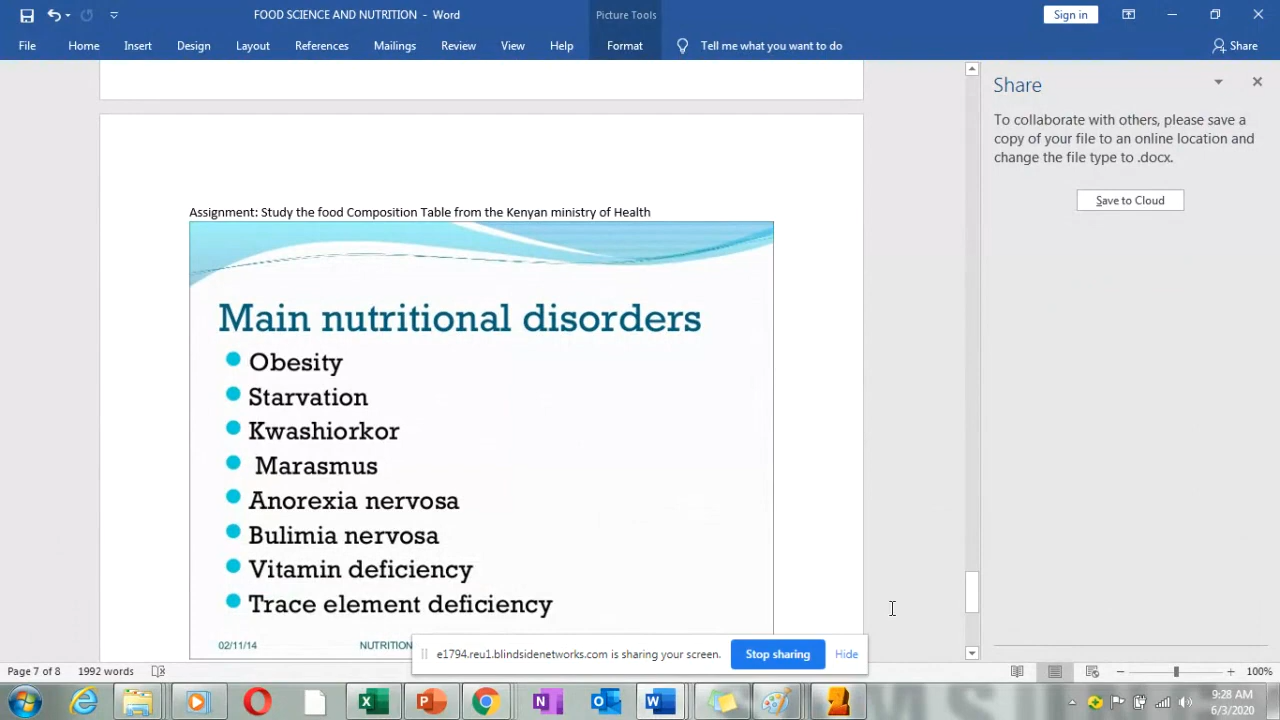 FOOD SCIENCE AND NUTRITION - Word
Picture Tools
Sign in
File Home Insert Design Layout References Mailings Review View Help Format Tell me what you want to do Share
Share
To collaborate with others, please save a
copy of your file to an online location and
change the file type to .docx.
Save to Cloud
Assignment: Study the food Composition Table from the Kenyan ministry of Health
Main nutritional disorders
Obesity
Starvation
Kwashiorkor
Marasmus
Anorexia nervosa
Bulimia nervosa
Vitamin deficiency
Trace element deficiency
02/11/14 NUTRITION
e1794.reu1.blindsidenetworks.com is sharing your screen. Stop sharing Hide
Page 7 of 8 1992 words 100%
9:28 AM
6/3/2020